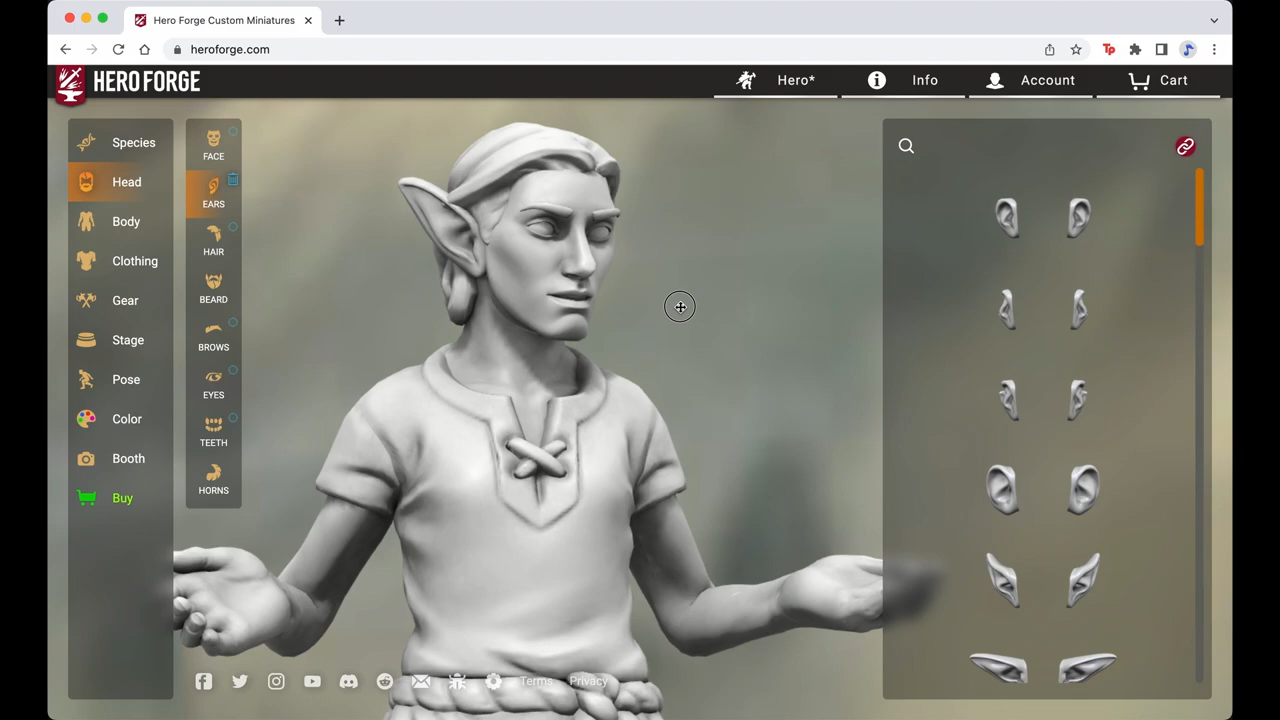 Hero Forge Custom Miniatures
heroforge.com
HERO FORGE
Hero*
Info
Account
Cart
Species
Head
Body
Clothing
Gear
Stage
Pose
Color
Booth
Buy
FACE
EARS
HAIR
BEARD
BROWS
EYES
TEETH
HORNS
Terms
Privacy
Tp